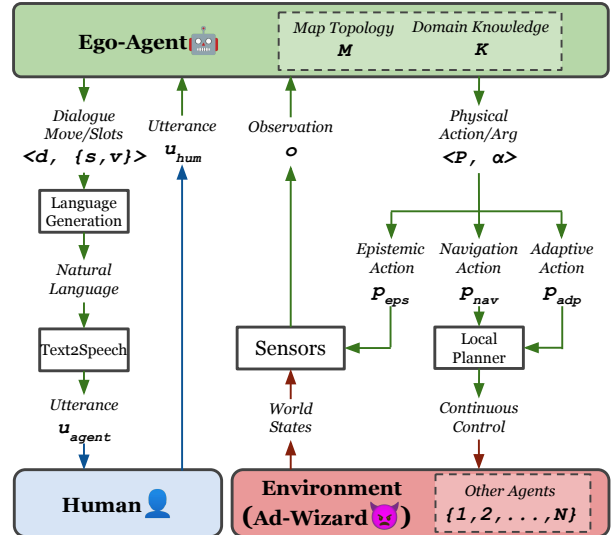 Ego-Agent
Map Topology
M
Domain Knowledge
K
Dialogue
Move/Slots
<d, {s,v}>
Utterance
u_hum
Observation
o
Physical
Action/Arg
<P, α>
Language
Generation
Epistemic
Action
p_eps
Navigation
Action
p_nav
Adaptive
Action
p_adp
Natural
Language
Text2Speech
Sensors
Local
Planner
Utterance
u_agent
World
States
Continuous
Control
Human
Environment
(Ad-Wizard)
Other Agents
{1,2,...,N}